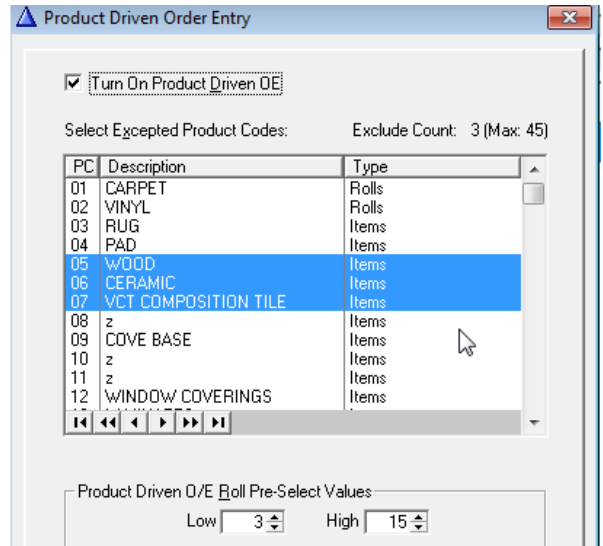 Product Driven Order Entry
Turn On Product Driven OE
Select Excepted Product Codes: Exclude Count: 3 (Max: 45)
PC Description Type
01 CARPET Rolls
02 VINYL Rolls
03 RUG Items
04 PAD Items
05 WOOD Items
06 CERAMIC Items
07 VCT COMPOSITION TILE Items
08 z Items
09 COVE BASE Items
10 z Items
11 z Items
12 WINDOW COVERINGS Items
Product Driven O/E Roll Pre-Select Values
Low 3 High 15